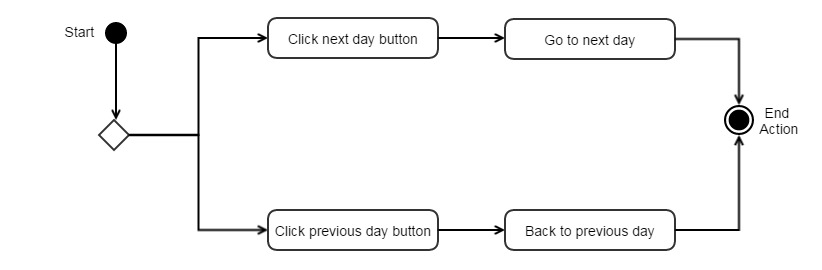 Start
Click next day button
Go to next day
End
Action
Click previous day button
Back to previous day